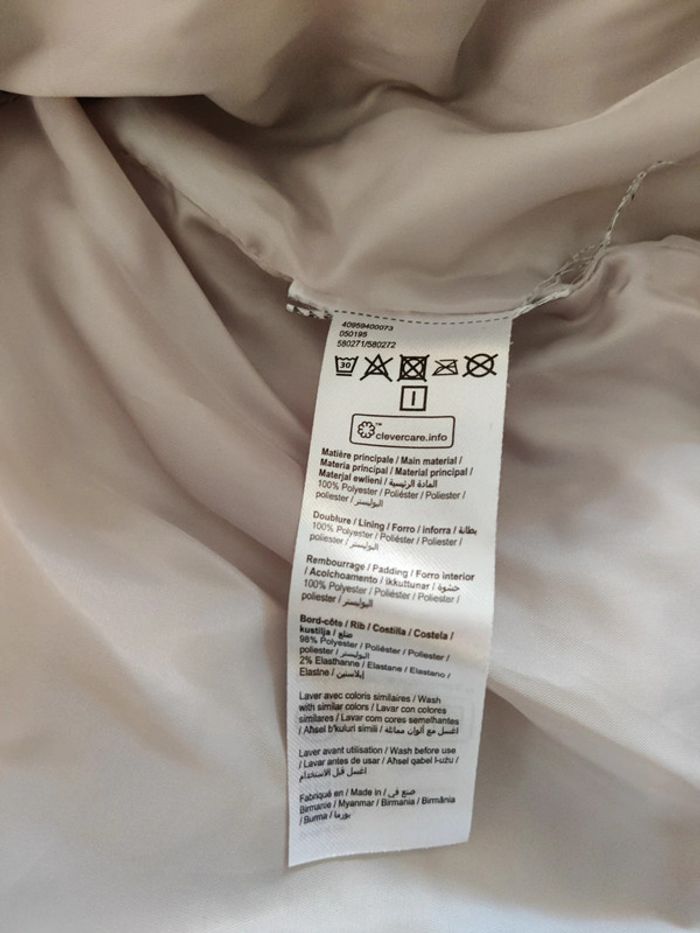 40959400073
050195
580271/580272
30
clevercare.info
Matière principale / Main material /
Materia principal / Material principal /
Materjal ewlieni / المادة الرئيسية
100% Polyester / Poliéster / Poliester /
poliester / البوليستر
Doublure / Lining / Forro / inforra / بطانة
100% Polyester / Poliéster / Poliester /
poliester / البوليستر
Rembourrage / Padding / Forro interior
/ Acolchoamento / Ikkuttunar / حشوة
100% Polyester / Poliéster / Poliester /
poliester / البوليستر
Bord-côtes / Rib / Costilla / Costela /
kustilja / ضلع
98% Polyester / Poliéster / Poliester /
poliester / البوليستر
2% Elasthanne / Elastane / Elastano /
Elastne / إيلاستين
Laver avec coloris similaires / Wash
with similar colors / Lavar con colores
similares / Lavar com cores semelhantes
/ Aħsel b'kuluri simili / اغسل مع ألوان مماثلة
Laver avant utilisation / Wash before use
/ Lavar antes de usar / Aħsel qabel l-użu /
اغسل قبل الاستخدام
Fabriqué en / Made in / صنع في
Birmanie / Myanmar / Birmania / Birmânia
/ Burma / بورما